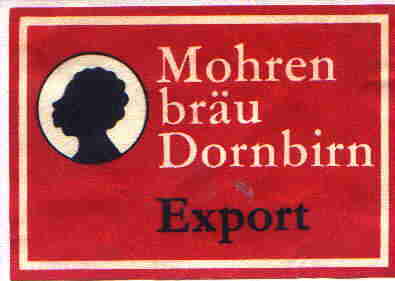 Mohren
bräu
Dornbirn
Export